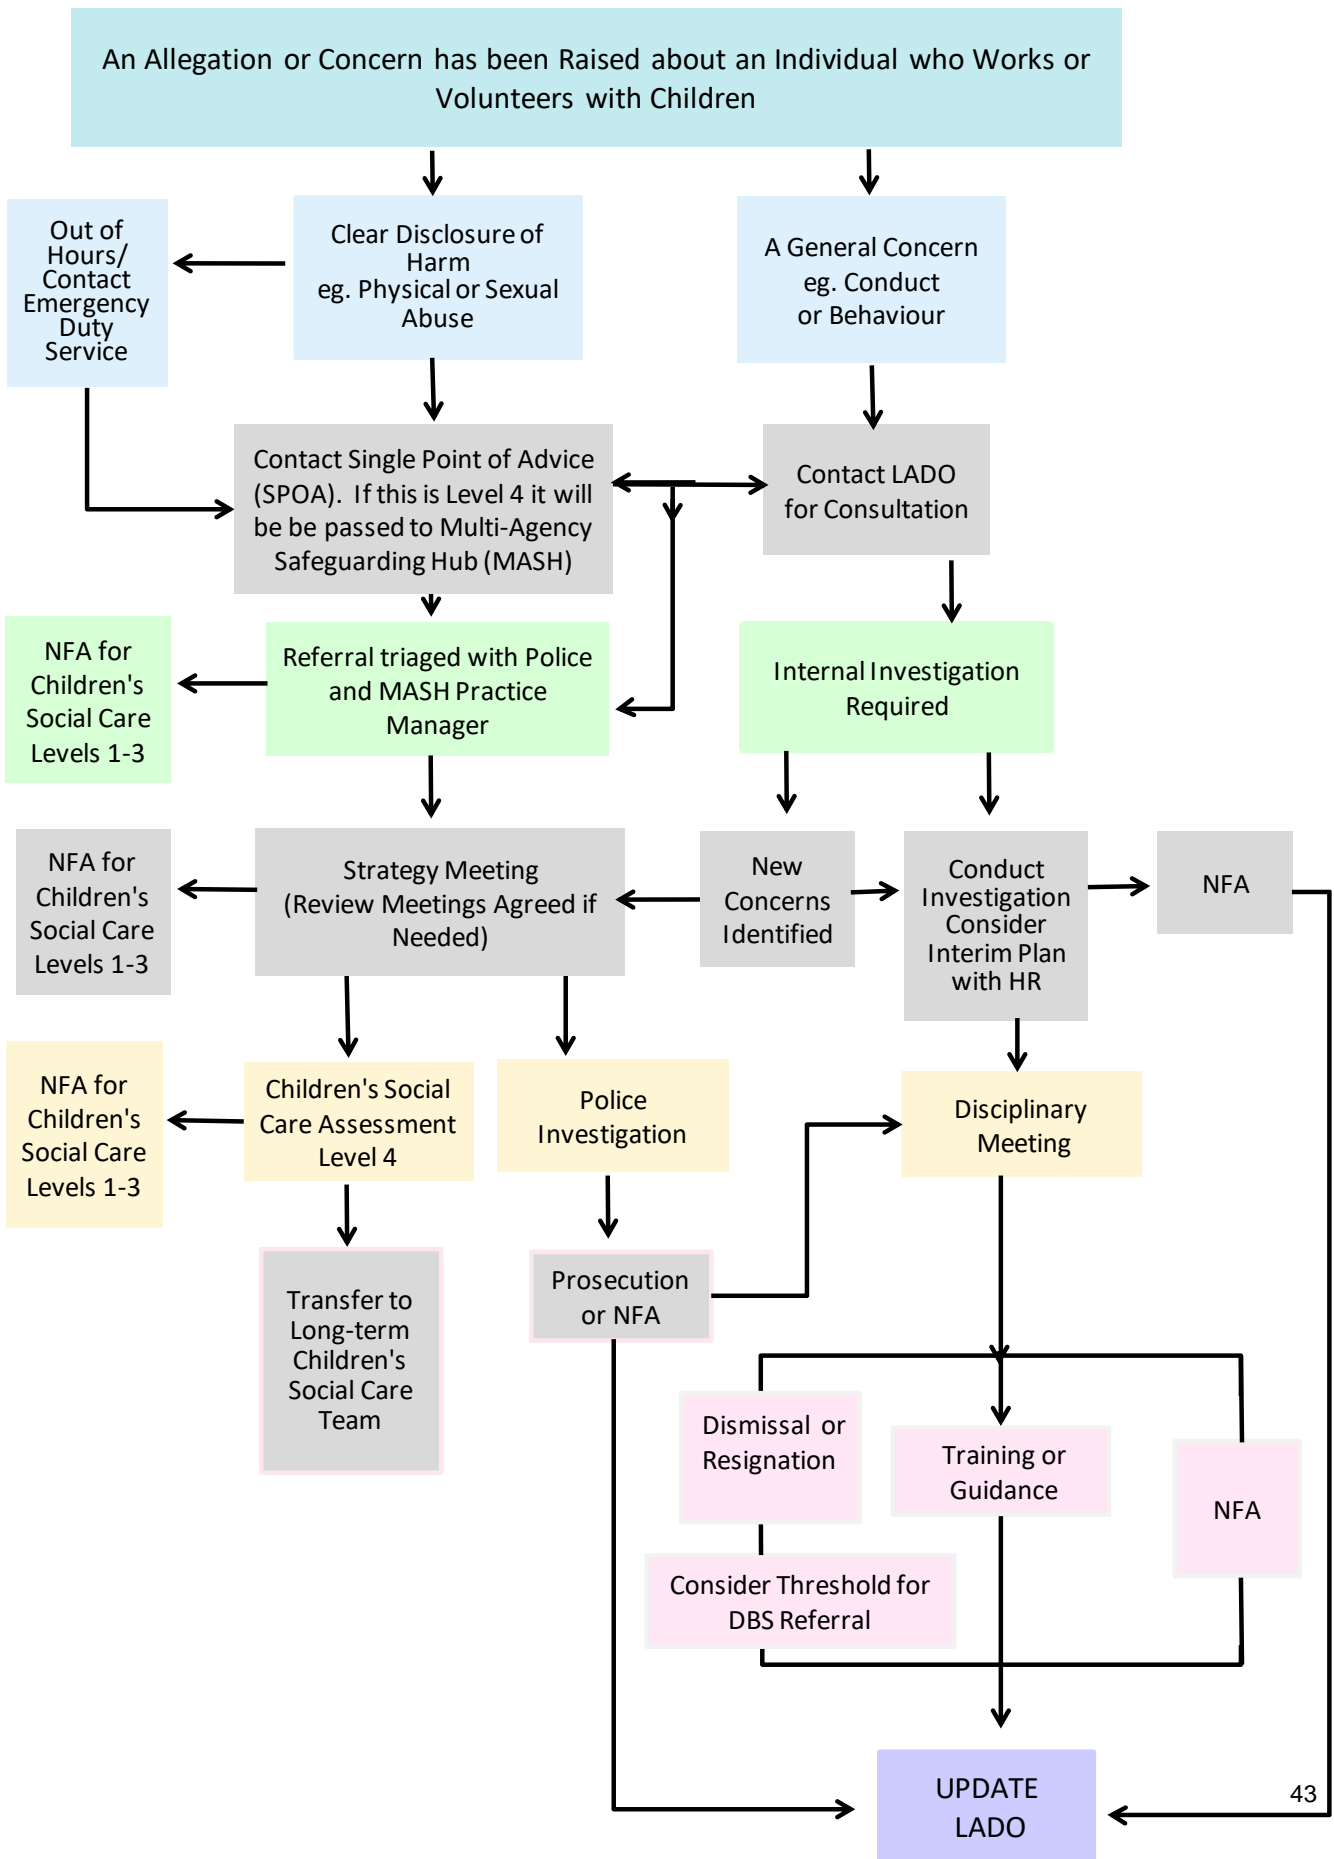 An Allegation or Concern has been Raised about an Individual who Works or
Volunteers with Children
Out of
Hours/
Contact
Emergency
Duty
Service
Clear Disclosure of
Harm
eg. Physical or Sexual
Abuse
A General Concern
eg. Conduct
or Behaviour
Contact Single Point of Advice
(SPOA). If this is Level 4 it will
be be passed to Multi-Agency
Safeguarding Hub (MASH)
Contact LADO
for Consultation
NFA for
Children's
Social Care
Levels 1-3
Referral triaged with Police
and MASH Practice
Manager
Internal Investigation
Required
NFA for
Children's
Social Care
Levels 1-3
Strategy Meeting
(Review Meetings Agreed if
Needed)
New
Concerns
Identified
Conduct
Investigation
Consider
Interim Plan
with HR
NFA
NFA for
Children's
Social Care
Levels 1-3
Children's Social
Care Assessment
Level 4
Police
Investigation
Disciplinary
Meeting
Transfer to
Long-term
Children's
Social Care
Team
Prosecution
or NFA
Dismissal or
Resignation
Training or
Guidance
NFA
Consider Threshold for
DBS Referral
UPDATE
LADO
43